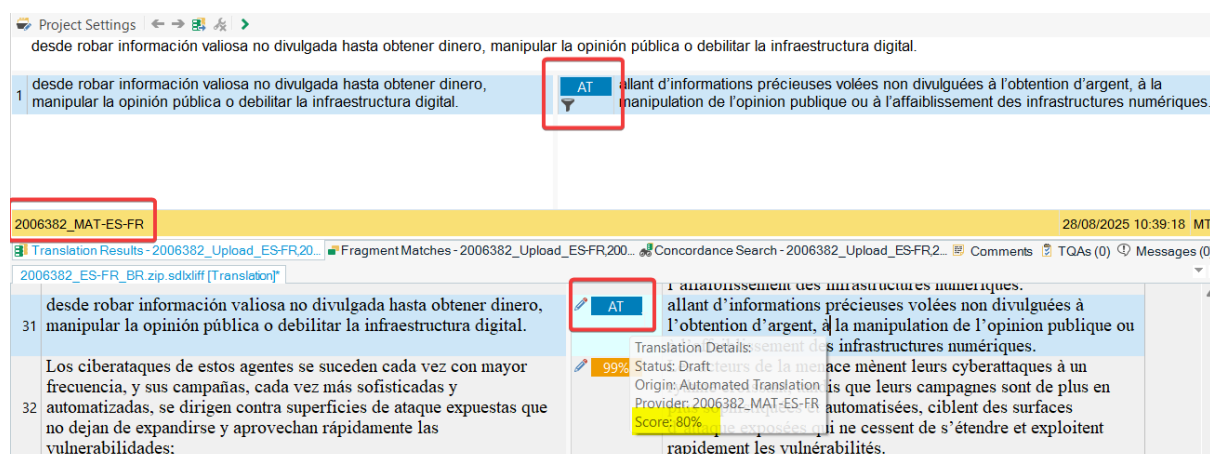 Project Settings
desde robar información valiosa no divulgada hasta obtener dinero, manipular la opinión pública o debilitar la infraestructura digital.
1 desde robar información valiosa no divulgada hasta obtener dinero, manipular la opinión pública o debilitar la infraestructura digital.
AT
allant d’informations précieuses volées non divulguées à l’obtention d’argent, à la
manipulation de l’opinion publique ou à l’affaiblissement des infrastructures numériques.
2006382_MAT-ES-FR 28/08/2025 10:39:18 MT
Translation Results - 2006382_Upload_ES-FR,20... Fragment Matches - 2006382_Upload_ES-FR,200... Concordance Search - 2006382_Upload_ES-FR,2... Comments TQAs (0) Messages (0
2006382_ES-FR_BR.zip.sdlxliff [Translation]*
l’affaiblissement des infrastructures numériques.
31 desde robar información valiosa no divulgada hasta obtener dinero,
manipular la opinión pública o debilitar la infraestructura digital.
AT
allant d’informations précieuses volées non divulguées à
l’obtention d’argent, à la manipulation de l’opinion publique ou
s infrastructures numériques.
32 Los ciberataques de estos agentes se suceden cada vez con mayor
frecuencia, y sus campañas, cada vez más sofisticadas y
automatizadas, se dirigen contra superficies de ataque expuestas que
no dejan de expandirse y aprovechan rápidamente las
vulnerabilidades;
99%
Translation Details:
Status: Draft
Origin: Automated Translation
Provider: 2006382_MAT-ES-FR
Score: 80%
ace mènent leurs cyberattaques à un
is que leurs campagnes sont de plus en
automatisées, ciblent des surfaces
ui ne cessent de s’étendre et exploitent
rapidement les vulnérabilités.